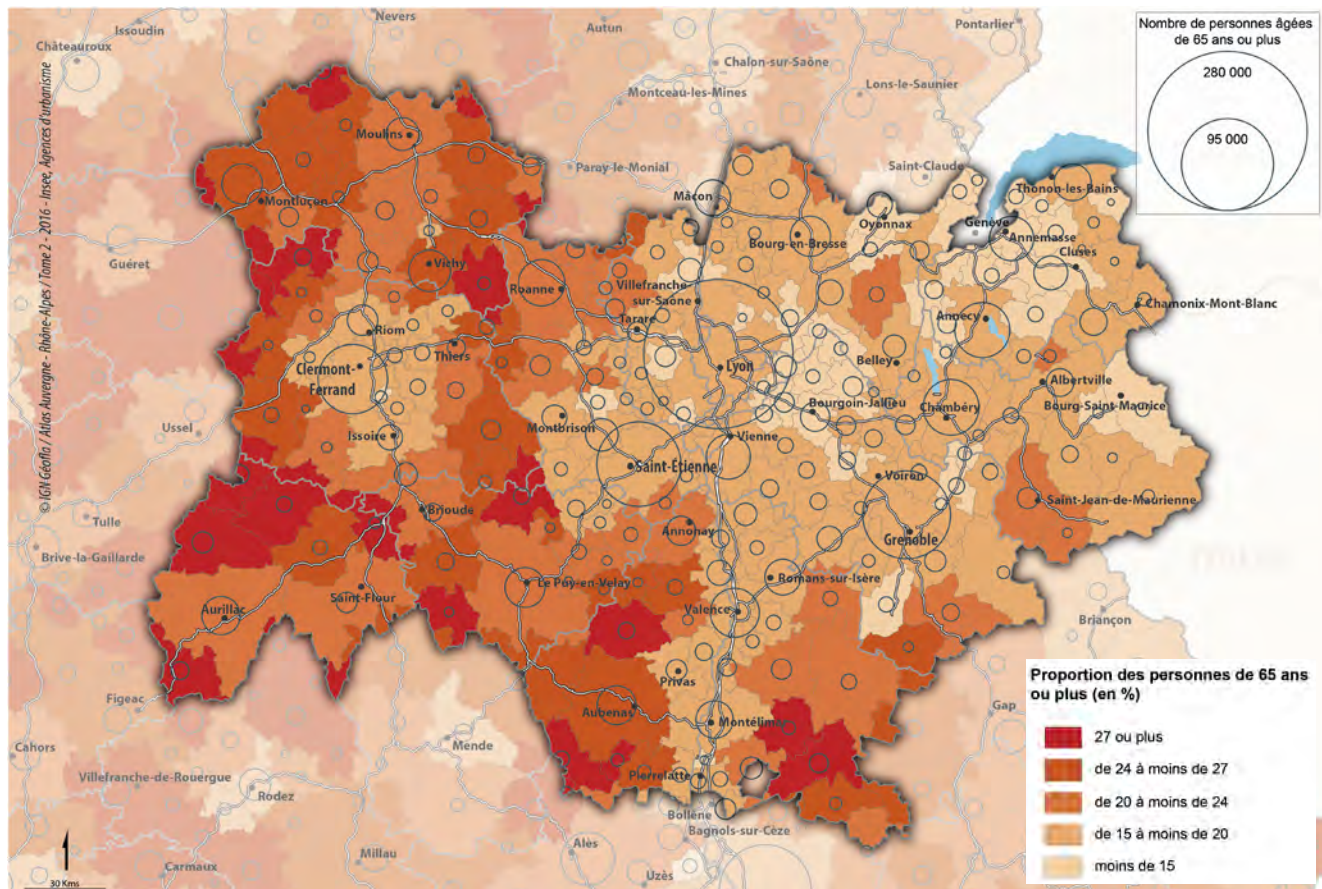 Nevers
Autun
Pontarlier
Issoudun
Châteauroux
Chalon-sur-Saône
Lons-le-Saunier
Montceau-les-Mines
Moulins
Paray-le-Monial
Saint-Claude
Thonon-les-Bains
Montluçon
Mâcon
Oyonnax
Genève
Annemasse
Bourg-en-Bresse
Cluses
Guéret
Vichy
Roanne
Villefranche-
sur-Saône
Chamonix-Mont-Blanc
Tarare
Annecy
Riom
Thiers
Clermont-
Ferrand
Lyon
Belley
Albertville
Bourgoin-Jallieu
Chambéry
Bourg-Saint-Maurice
Ussel
Montbrison
Issoire
Vienne
Saint-Étienne
Voiron
Saint-Jean-de-Maurienne
Tulle
Brioude
Annonay
Grenoble
Brive-la-Gaillarde
Le Puy-en-Velay
Romans-sur-Isère
Aurillac
Saint-Flour
Valence
Briançon
Privas
Figeac
Aubenas
Montélimar
Gap
Mende
Cahors
Pierrelatte
Villefranche-de-Rouergue
Rodez
Bollène
Bagnols-sur-Cèze
Alès
Millau
Carmaux
Uzès
30 Kms
© IGN Géofla / Atlas Auvergne - Rhône-Alpes / Tome 2 - 2016 - Insee, Agences d'urbanisme
Nombre de personnes âgées
de 65 ans ou plus
280 000
95 000
Proportion des personnes de 65 ans
ou plus (en %)
27 ou plus
de 24 à moins de 27
de 20 à moins de 24
de 15 à moins de 20
moins de 15